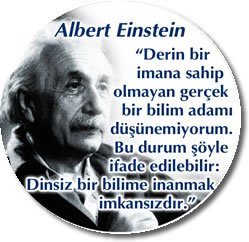 Albert Einstein
“Derin bir
imana sahip
olmayan gerçek
bir bilim adamı
düşünemiyorum.
Bu durum şöyle
ifade edilebilir:
Dinsiz bir bilime inanmak
imkansızdır.”